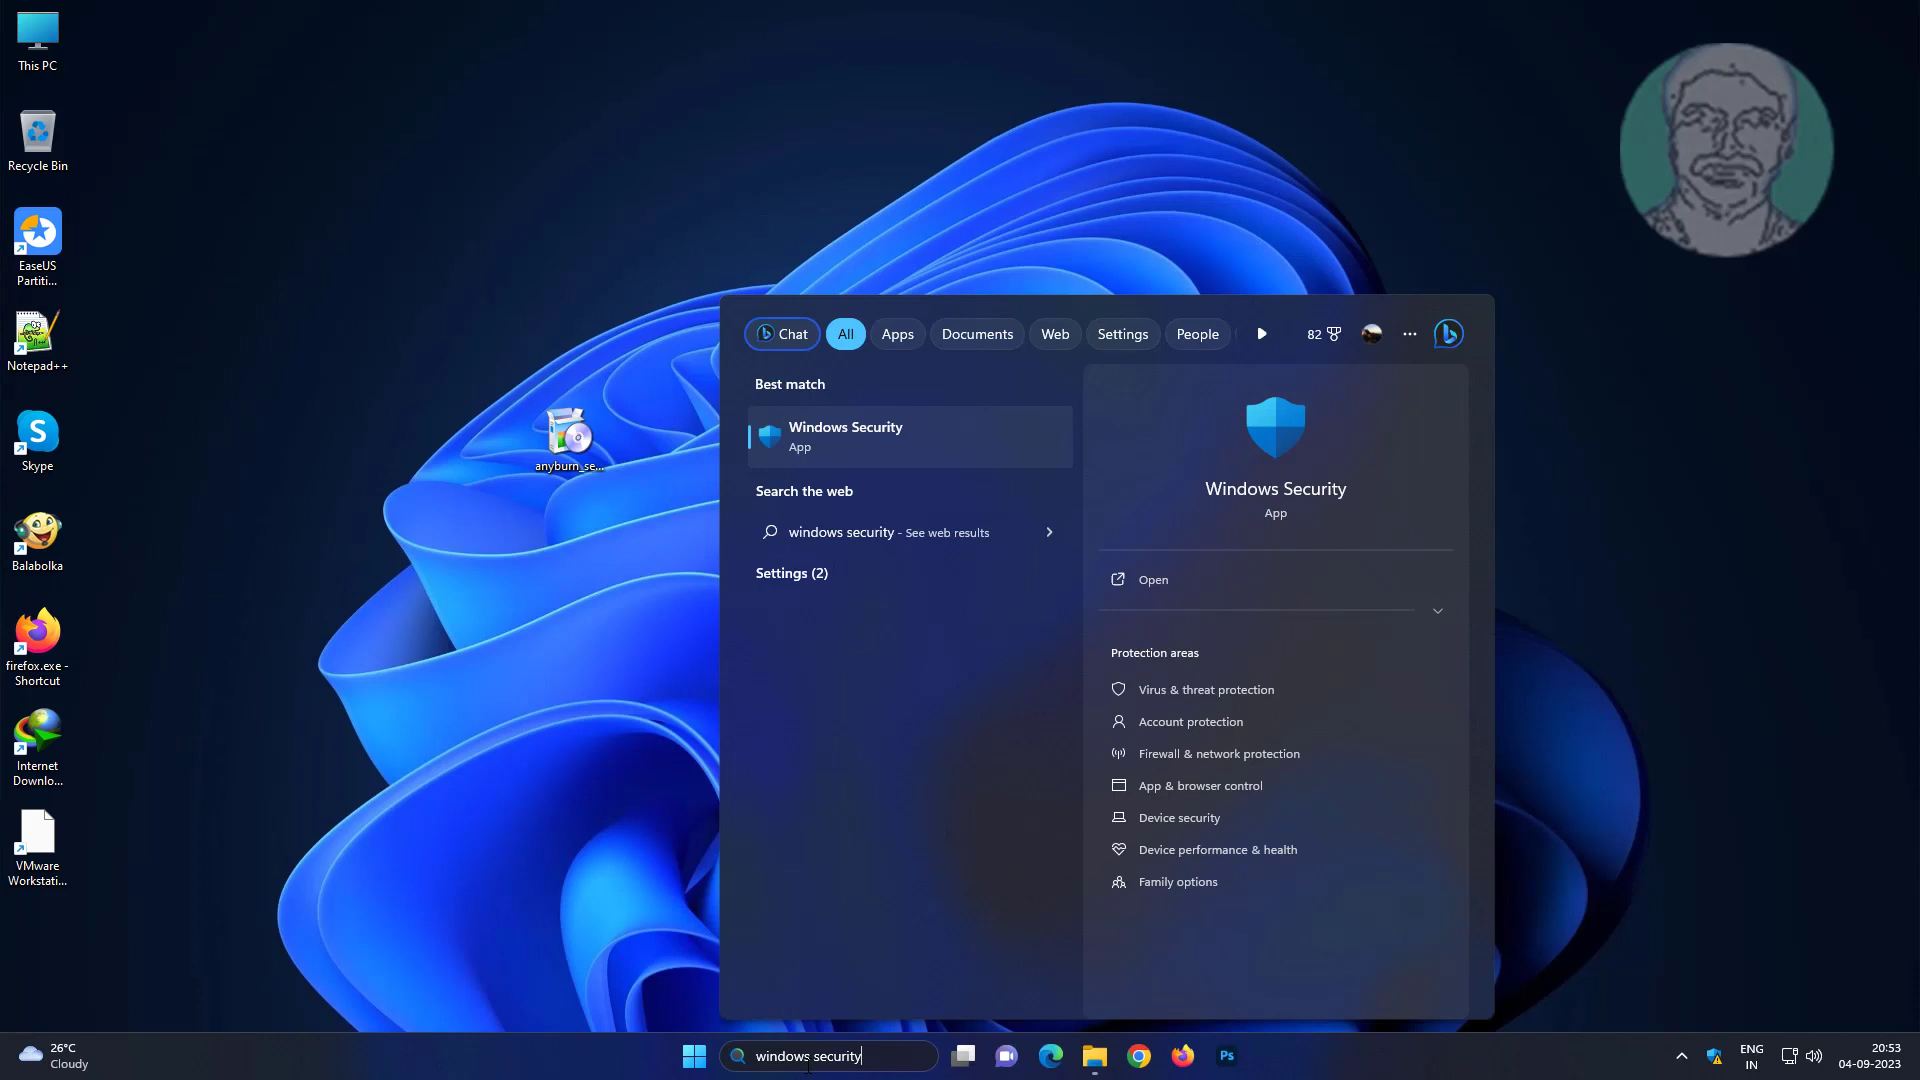 This PC
Recycle Bin
EaseUS
Partiti...
Notepad++
Skype
Balabolka
firefox.exe -
Shortcut
Internet
Downlo...
VMware
Workstati...
anyburn_se...
Chat All Apps Documents Web Settings People 82
Best match
Windows Security
App
Search the web
windows security - See web results
Settings (2)
Windows Security
App
Open
Protection areas
Virus & threat protection
Account protection
Firewall & network protection
App & browser control
Device security
Device performance & health
Family options
26°C
Cloudy
windows security
Ps
ENG
IN
20:53
04-09-2023